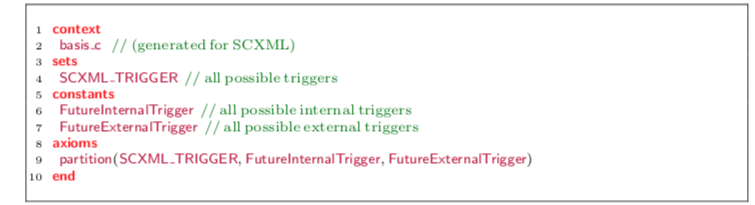 1 context
2 basis_c // (generated for SCXML)
3 sets
4 SCXML_TRIGGER // all possible triggers
5 constants
6 FutureInternalTrigger // all possible internal triggers
7 FutureExternalTrigger // all possible external triggers
8 axioms
9 partition(SCXML_TRIGGER, FutureInternalTrigger, FutureExternalTrigger)
10 end